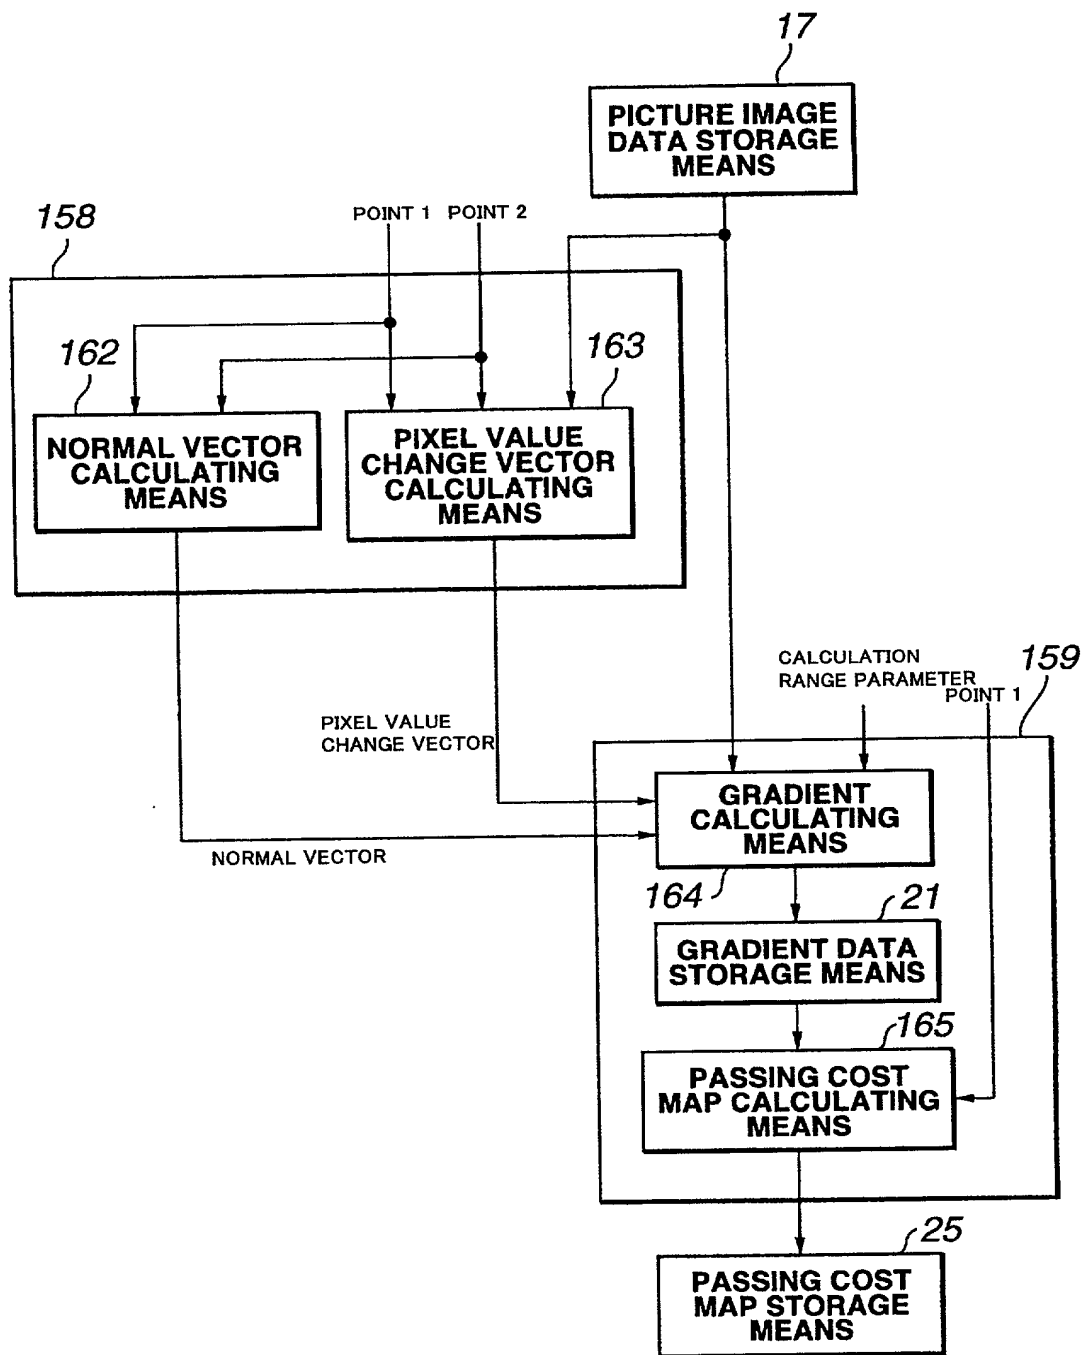 17
PICTURE IMAGE
DATA STORAGE
MEANS
158
POINT 1 POINT 2
162
163
NORMAL VECTOR
CALCULATING
MEANS
PIXEL VALUE
CHANGE VECTOR
CALCULATING
MEANS
CALCULATION
RANGE PARAMETER
POINT 1
159
PIXEL VALUE
CHANGE VECTOR
NORMAL VECTOR
GRADIENT
CALCULATING
MEANS
164
21
GRADIENT DATA
STORAGE MEANS
165
PASSING COST
MAP CALCULATING
MEANS
25
PASSING COST
MAP STORAGE
MEANS